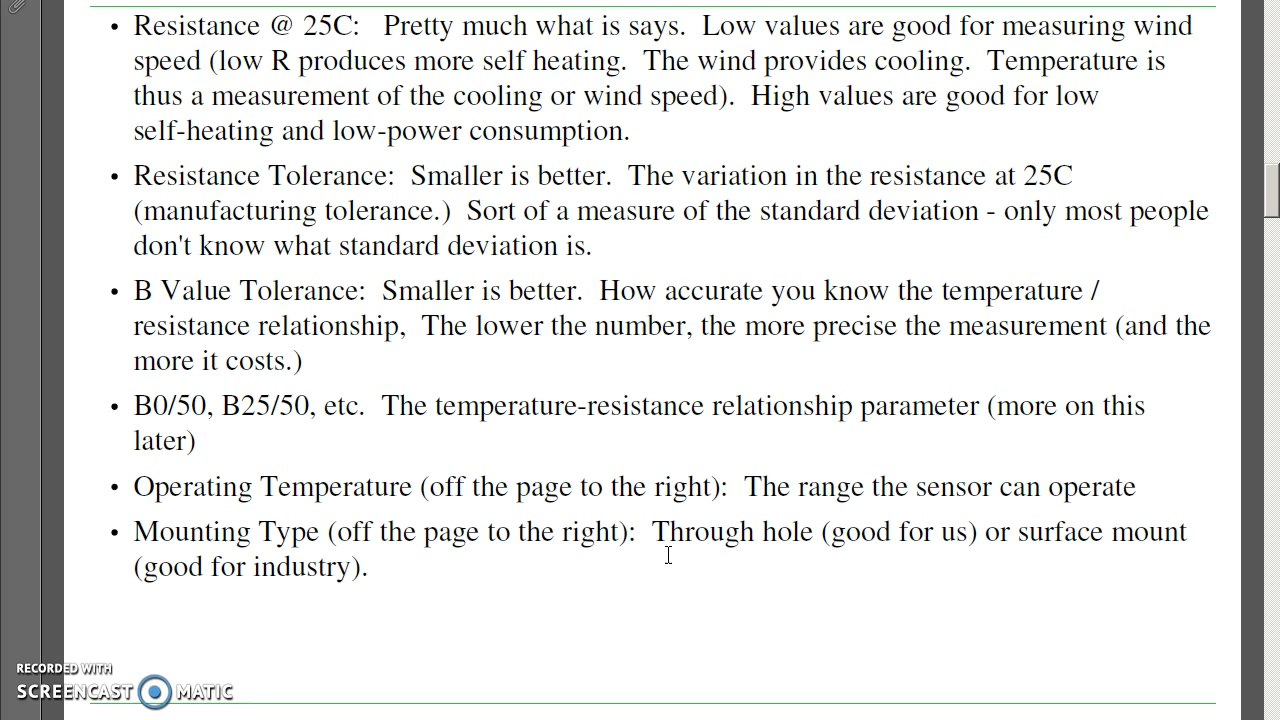 • Resistance @ 25C:   Pretty much what is says.  Low values are good for measuring wind
speed (low R produces more self heating.  The wind provides cooling.  Temperature is
thus a measurement of the cooling or wind speed).  High values are good for low
self-heating and low-power consumption.
• Resistance Tolerance:  Smaller is better.  The variation in the resistance at 25C
(manufacturing tolerance.)  Sort of a measure of the standard deviation - only most people
don't know what standard deviation is.
• B Value Tolerance:  Smaller is better.  How accurate you know the temperature /
resistance relationship,  The lower the number, the more precise the measurement (and the
more it costs.)
• B0/50, B25/50, etc.  The temperature-resistance relationship parameter (more on this
later)
• Operating Temperature (off the page to the right):  The range the sensor can operate
• Mounting Type (off the page to the right):  Through hole (good for us) or surface mount
(good for industry).
RECORDED WITH
SCREENCAST MATIC